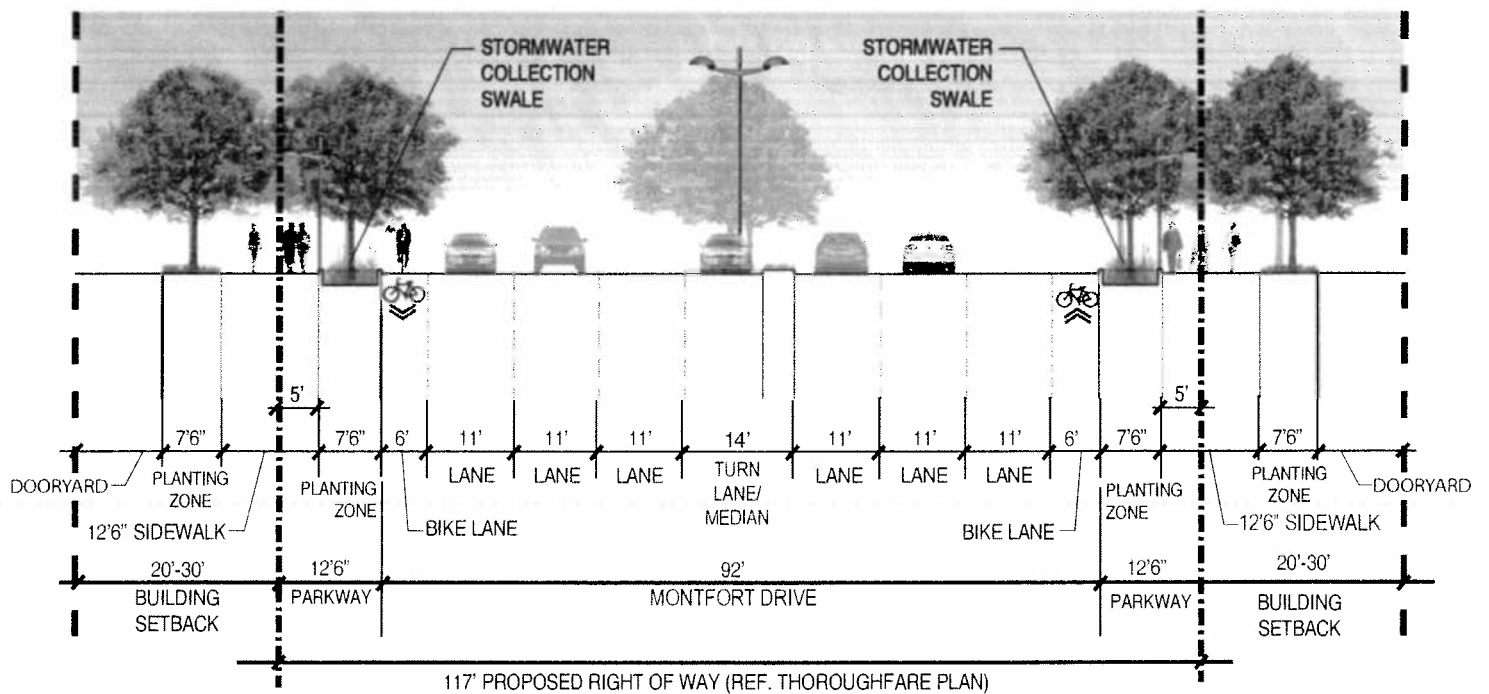 STORMWATER
COLLECTION
SWALE
STORMWATER
COLLECTION
SWALE
5'
5'
7'6"
7'6"
6'
11'
11'
11'
14'
11'
11'
11'
6'
7'6"
7'6"
DOORYARD
PLANTING
ZONE
PLANTING
ZONE
LANE
LANE
LANE
TURN
LANE/
MEDIAN
LANE
LANE
LANE
PLANTING
ZONE
PLANTING
ZONE
DOORYARD
12'6" SIDEWALK
BIKE LANE
BIKE LANE
12'6" SIDEWALK
20'-30'
12'6"
92'
12'6"
20'-30'
BUILDING
SETBACK
PARKWAY
MONTFORT DRIVE
PARKWAY
BUILDING
SETBACK
117' PROPOSED RIGHT OF WAY (REF. THOROUGHFARE PLAN)